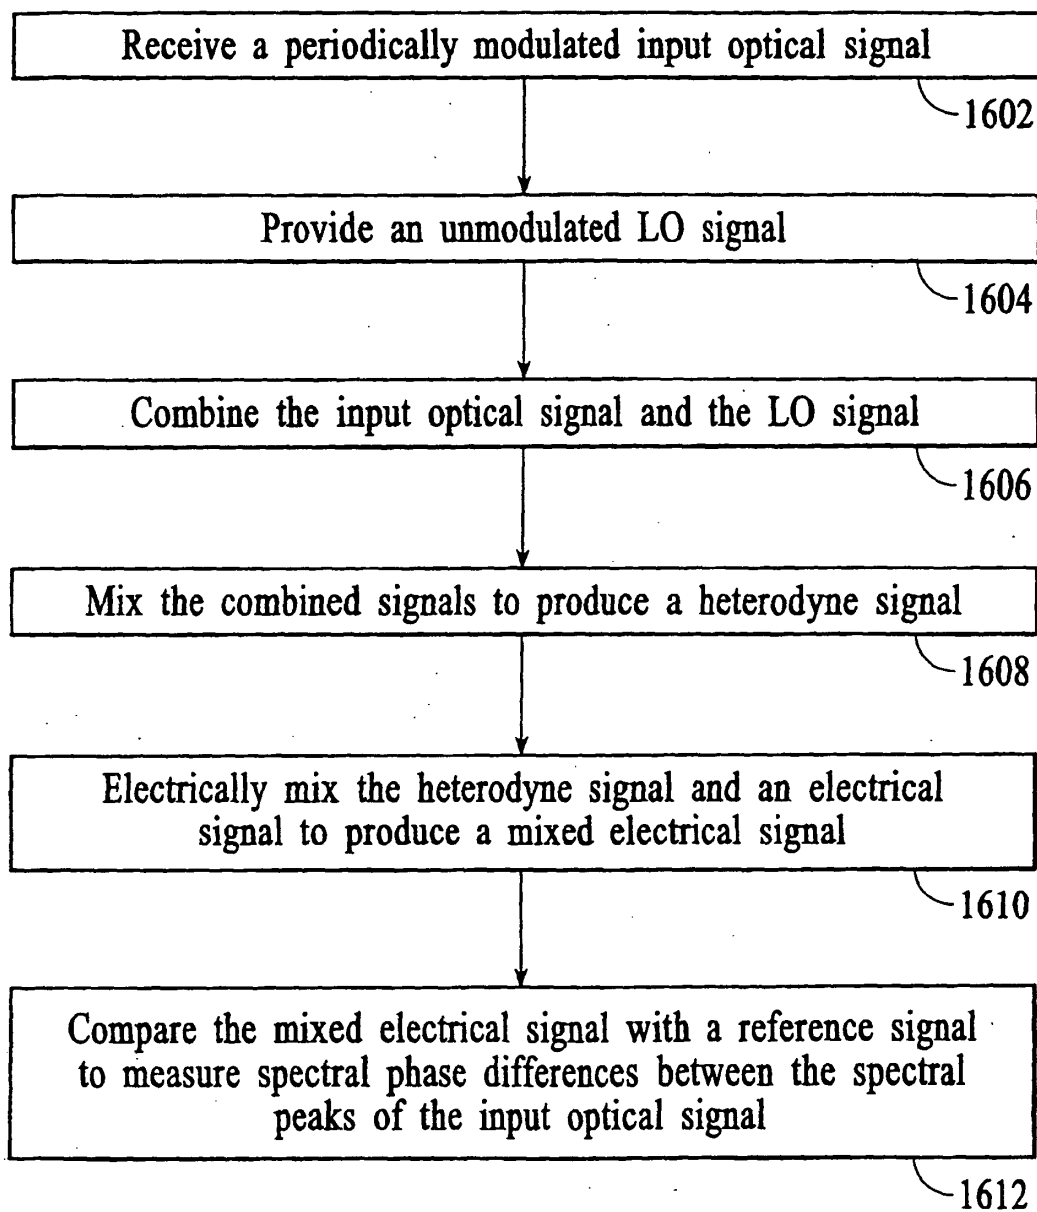 Receive a periodically modulated input optical signal
1602
Provide an unmodulated LO signal
1604
Combine the input optical signal and the LO signal
1606
Mix the combined signals to produce a heterodyne signal
1608
Electrically mix the heterodyne signal and an electrical
signal to produce a mixed electrical signal
1610
Compare the mixed electrical signal with a reference signal
to measure spectral phase differences between the spectral
peaks of the input optical signal
1612